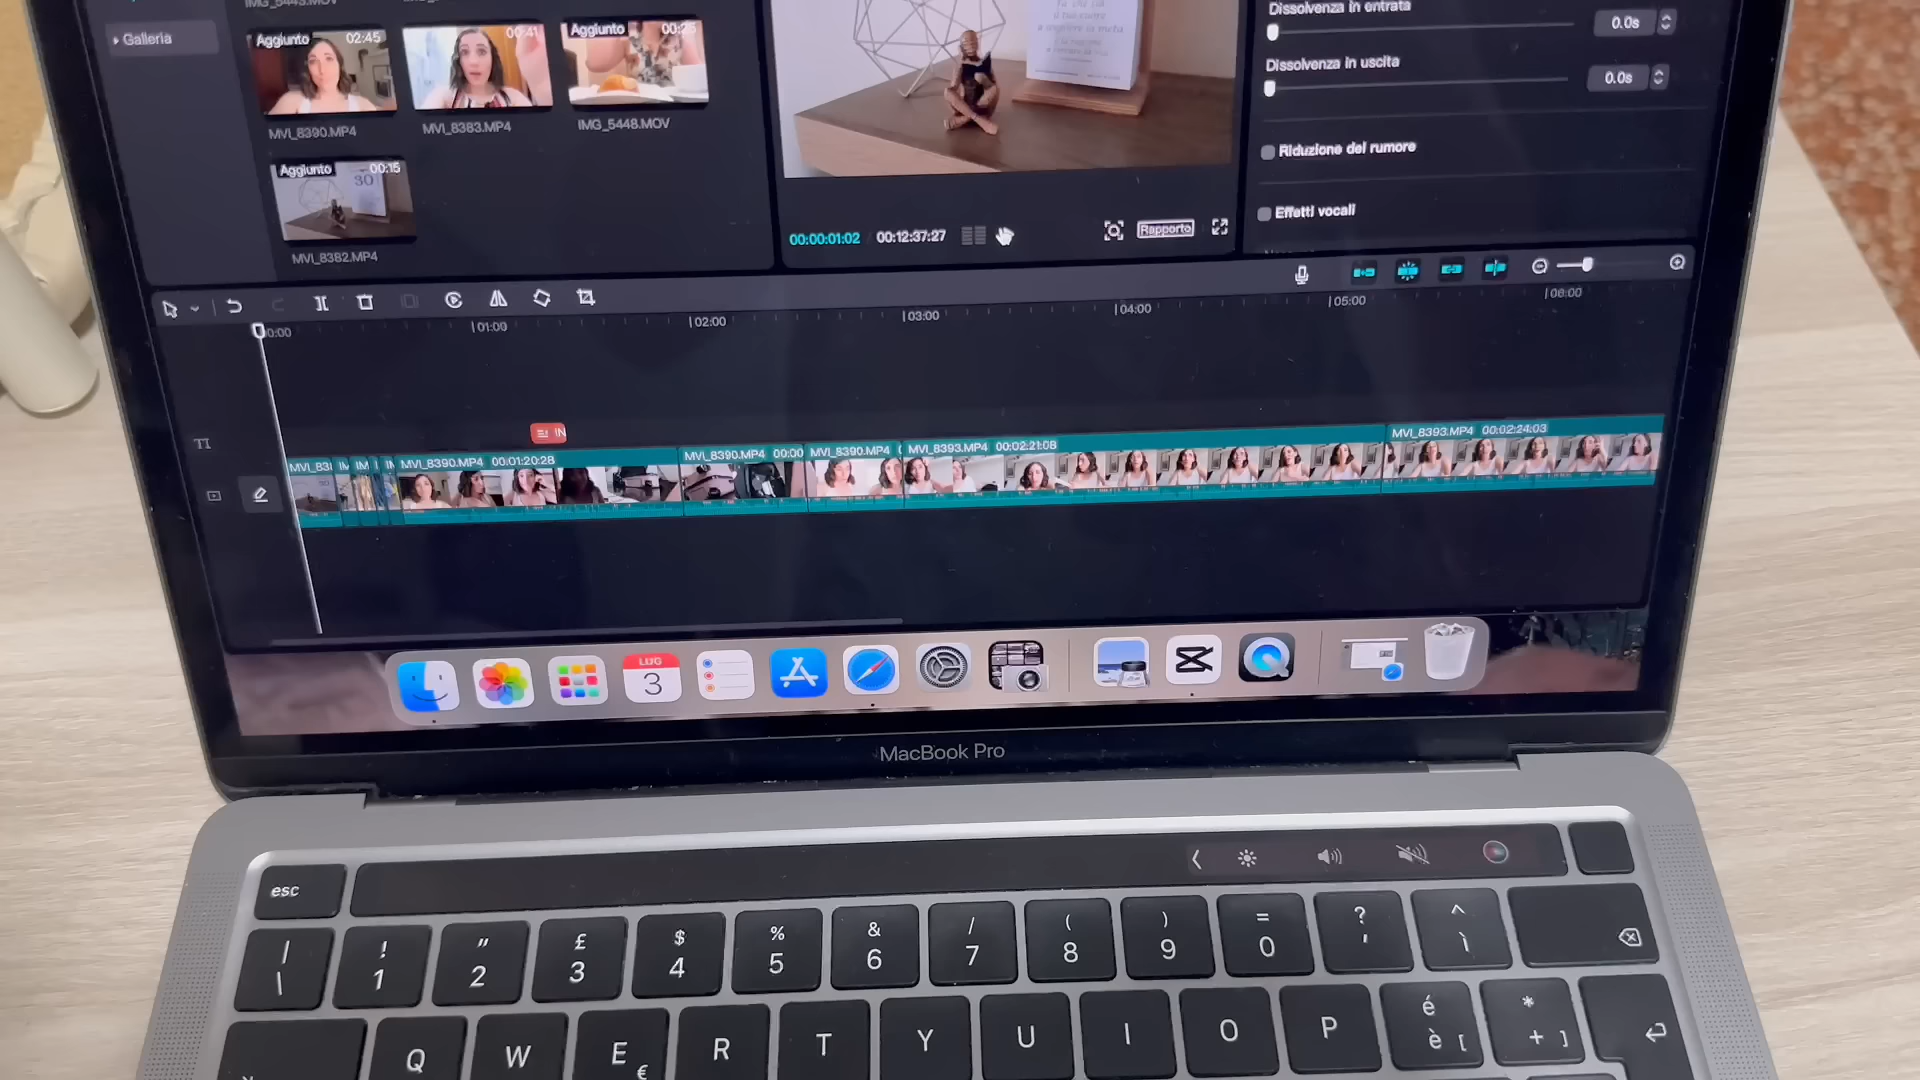 Galleria
Aggiunto 02:45
00:41
Aggiunto 00:25
MVI_8390.MP4
MVI_8383.MP4
IMG_5448.MOV
Aggiunto 00:15
30
MVI_8382.MP4
Dissolvenza in entrata
0.0s
Dissolvenza in uscita
0.0s
Riduzione del rumore
Effetti vocali
00:00:01:02 00:12:37:27
Rapporto
00:00 01:00 02:00 03:00 04:00 05:00 06:00
TI
IN
MVI_8390.MP4 00:01:20:28
MVI_8390.MP4 00:00
MVI_8390.MP4
MVI_8393.MP4 00:02:21:08
MVI_8393.MP4 00:02:24:03
LUG
3
MacBook Pro
esc
| ! " £ $ % & / ( ) = ? ^
\ 1 2 3 4 5 6 7 8 9 0 ' ì
Q W E € R T Y U I O P é è [ * + ]